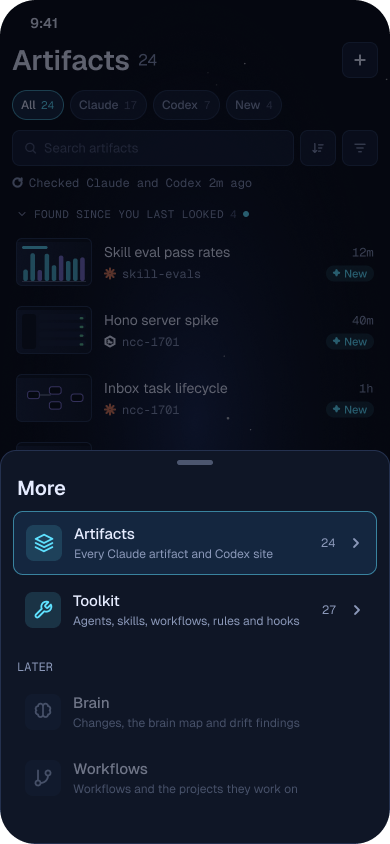 9:41
Artifacts 24
All 24 Claude 17 Codex 7 New 4
Search artifacts
Checked Claude and Codex 2m ago
FOUND SINCE YOU LAST LOOKED 4
Skill eval pass rates 12m
skill-evals New
Hono server spike 40m
ncc-1701 New
Inbox task lifecycle 1h
ncc-1701 New
More
Artifacts
Every Claude artifact and Codex site
24
Toolkit
Agents, skills, workflows, rules and hooks
27
LATER
Brain
Changes, the brain map and drift findings
Workflows
Workflows and the projects they work on